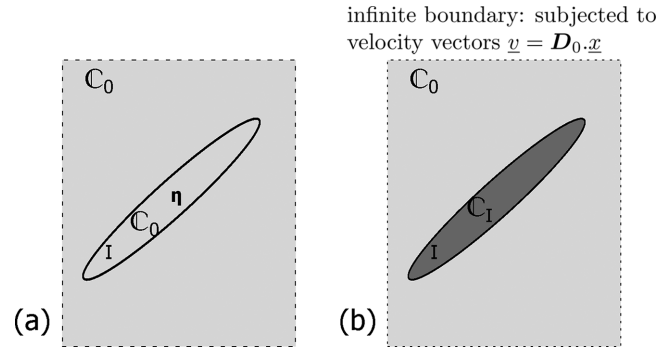 infinite boundary: subjected to
velocity vectors v = D₀.x
ℂ₀
ℂ₀
η
ℂ₀
I
ℂI
I
(a)
(b)